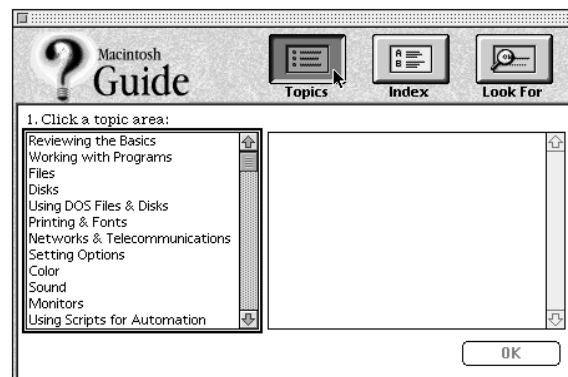 Macintosh
Guide
Topics
Index
Look For
1. Click a topic area:
Reviewing the Basics
Working with Programs
Files
Disks
Using DOS Files & Disks
Printing & Fonts
Networks & Telecommunications
Setting Options
Color
Sound
Monitors
Using Scripts for Automation
OK